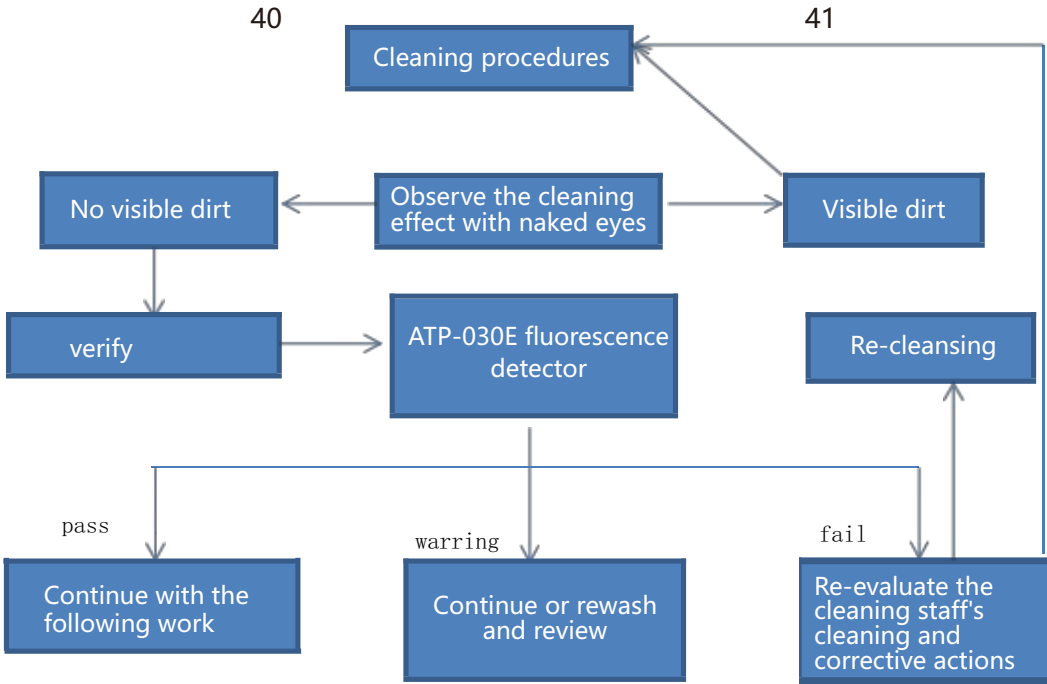 40
41
Cleaning procedures
No visible dirt
Observe the cleaning
effect with naked eyes
Visible dirt
verify
ATP-030E fluorescence
detector
Re-cleansing
pass
warring
fail
Continue with the
following work
Continue or rewash
and review
Re-evaluate the
cleaning staff's
cleaning and
corrective actions